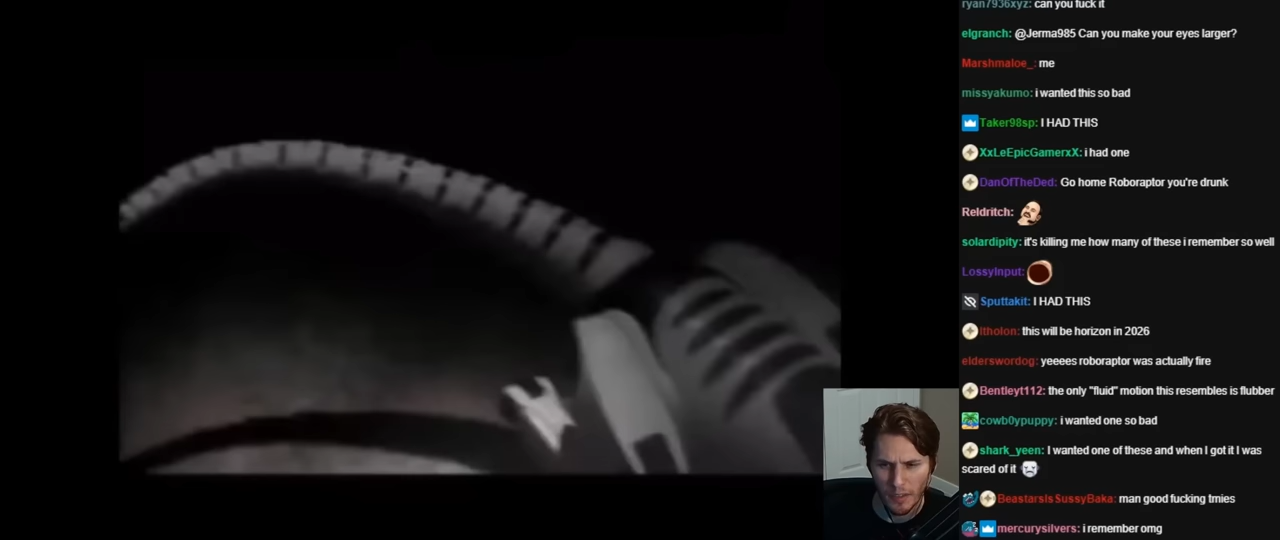 ryan7936xyz: can you fuck it
elgranch: @Jerma985 Can you make your eyes larger?
Marshmaloe_: me
missyakumo: i wanted this so bad
Taker98sp: I HAD THIS
XxLeEpicGamerxX: i had one
DanOfTheDed: Go home Roboraptor you're drunk
Reldritch:
solardipity: it's killing me how many of these i remember so well
LossyInput:
Sputtakit: I HAD THIS
Itholon: this will be horizon in 2026
elderswordog: yeeees roboraptor was actually fire
Bentleyt112: the only "fluid" motion this resembles is flubber
cowb0ypuppy: i wanted one so bad
shark_yeen: I wanted one of these and when I got it I was
scared of it
BeastarsIsSussyBaka: man good fucking tmies
mercurysilvers: i remember omg